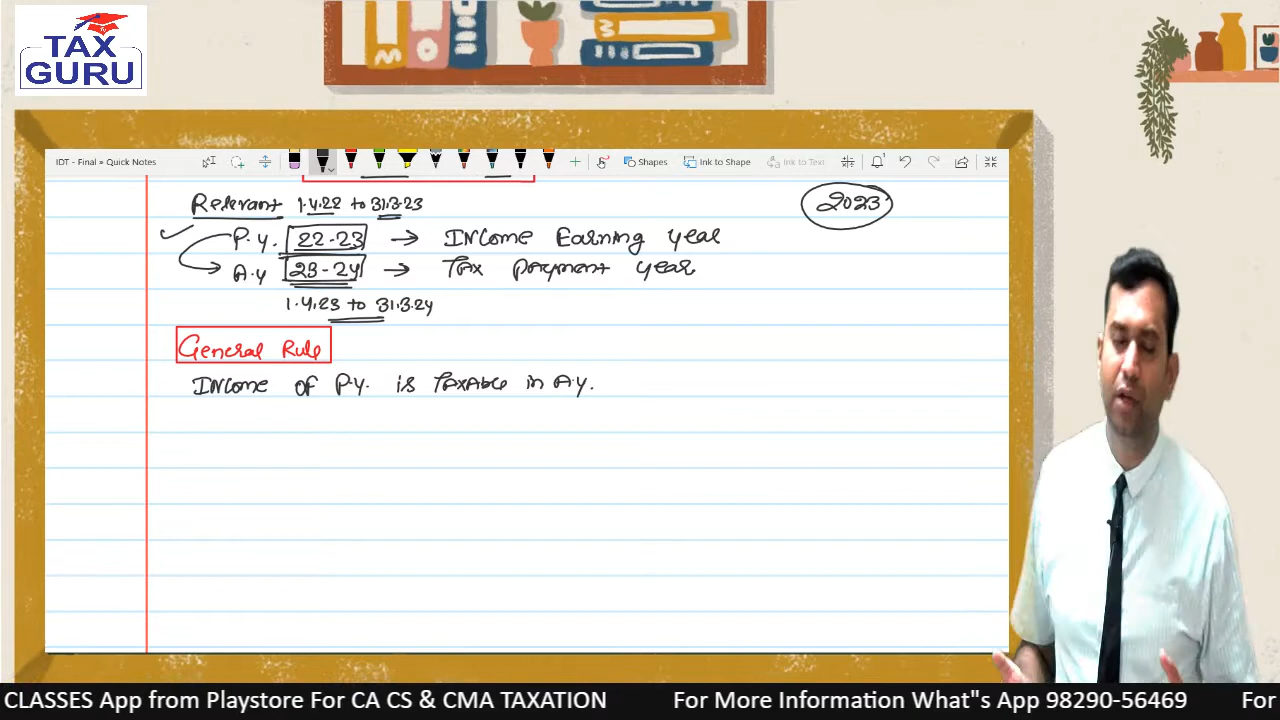 TAX
GURU
IDT - Final » Quick Notes
Shapes
Ink to Shape
Ink to Text
Relevant 1.4.22 to 31.3.23
2023
P.y. 22-23 → Income Earning year
A.y 23-24 → Tax payment year
1.4.23 to 31.3.24
General Rule
Income of P.y. is Taxable in A.y.
CLASSES App from Playstore For CA CS & CMA TAXATION For More Information What"s App 98290-56469 For